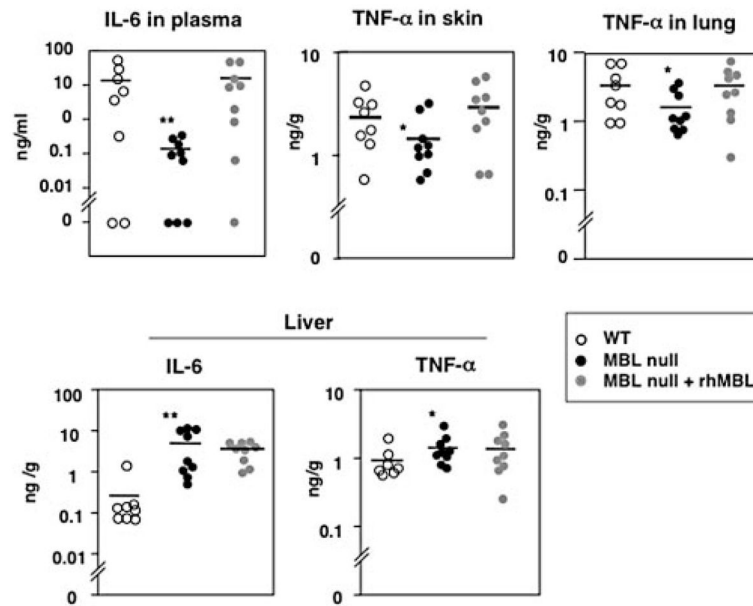 IL-6 in plasma
TNF-α in skin
TNF-α in lung
100
10
0
0.1
0.01
0
ng/ml
**
10
1
0
ng/g
*
10
1
0.1
0
ng/g
*
Liver
WT
MBL null
MBL null + rhMBL
IL-6
TNF-α
100
10
1
0.1
0.01
0
ng /g
**
10
1
0.1
0
ng/g
*